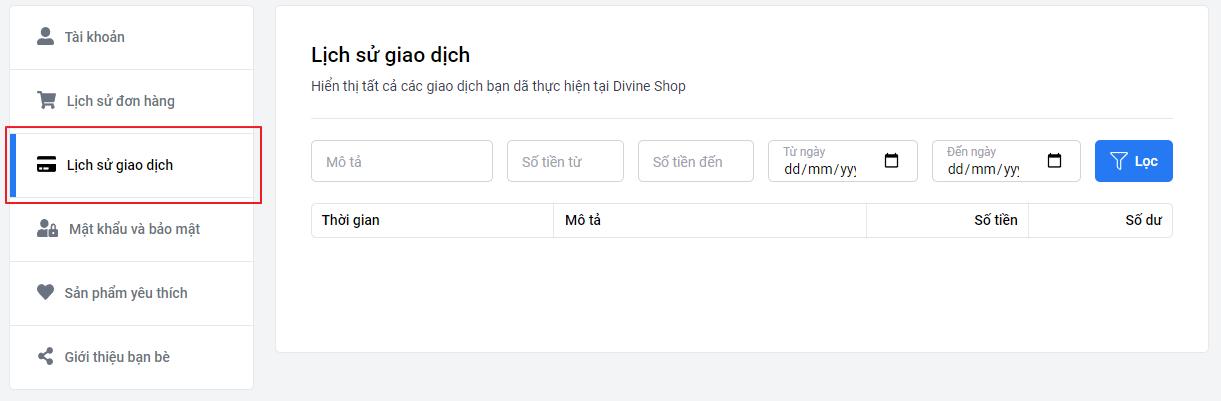 Tài khoản
Lịch sử đơn hàng
Lịch sử giao dịch
Mật khẩu và bảo mật
Sản phẩm yêu thích
Giới thiệu bạn bè
Lịch sử giao dịch
Hiển thị tất cả các giao dịch bạn dã thực hiện tại Divine Shop
Mô tả Số tiền từ Số tiền đến Từ ngày dd/mm/yyy Đến ngày dd/mm/yyy Lọc
Thời gian Mô tả Số tiền Số dư